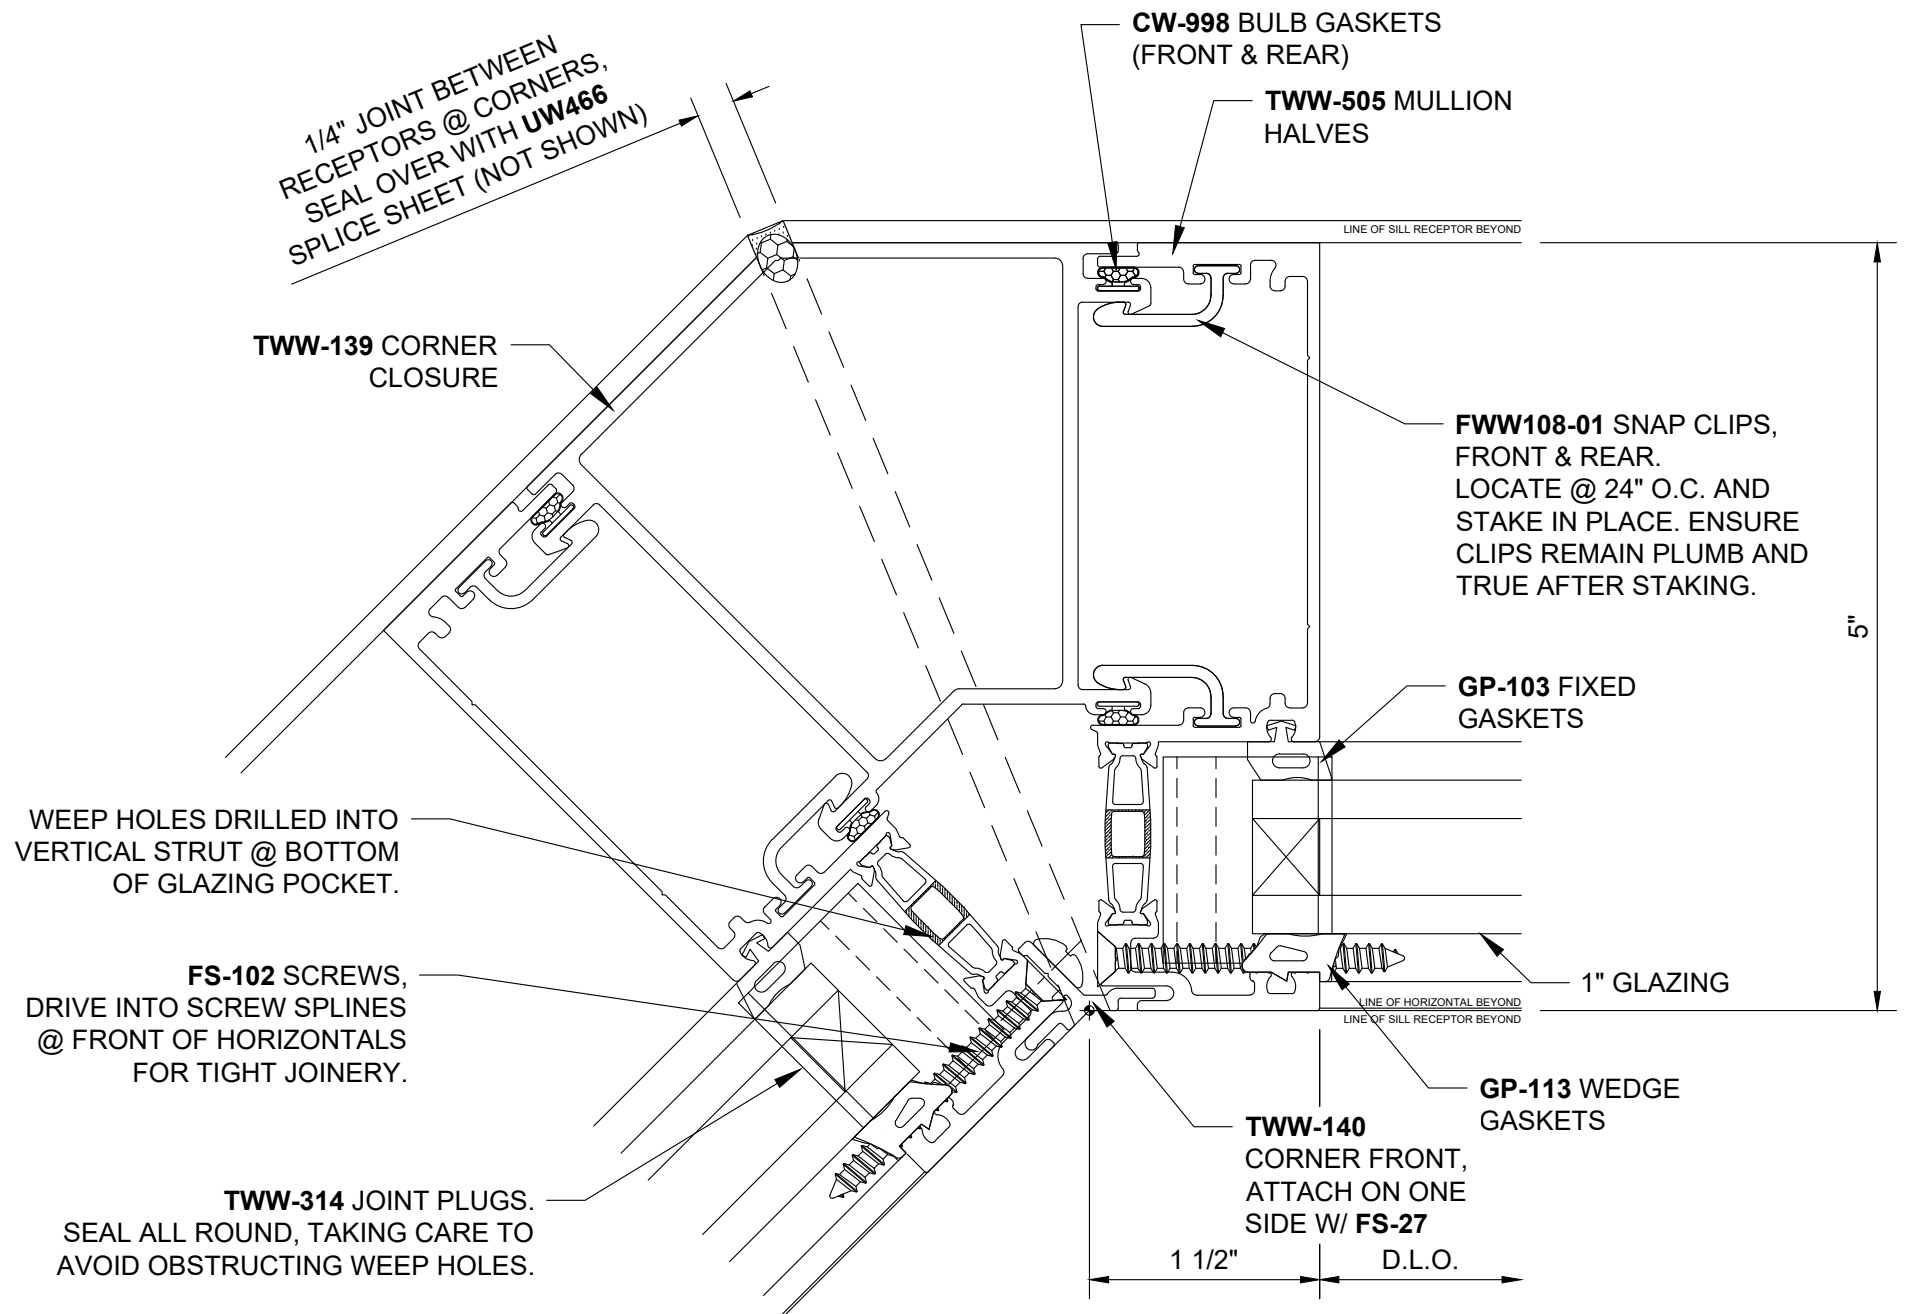 1/4" JOINT BETWEEN
RECEPTORS @ CORNERS,
SEAL OVER WITH UW466
SPLICE SHEET (NOT SHOWN)
CW-998 BULB GASKETS
(FRONT & REAR)
TWW-505 MULLION
HALVES
LINE OF SILL RECEPTOR BEYOND
TWW-139 CORNER
CLOSURE
FWW108-01 SNAP CLIPS,
FRONT & REAR.
LOCATE @ 24" O.C. AND
STAKE IN PLACE. ENSURE
CLIPS REMAIN PLUMB AND
TRUE AFTER STAKING.
5"
GP-103 FIXED
GASKETS
WEEP HOLES DRILLED INTO
VERTICAL STRUT @ BOTTOM
OF GLAZING POCKET.
FS-102 SCREWS,
DRIVE INTO SCREW SPLINES
@ FRONT OF HORIZONTALS
FOR TIGHT JOINERY.
1" GLAZING
LINE OF HORIZONTAL BEYOND
LINE OF SILL RECEPTOR BEYOND
GP-113 WEDGE
GASKETS
TWW-140
CORNER FRONT,
ATTACH ON ONE
SIDE W/ FS-27
TWW-314 JOINT PLUGS.
SEAL ALL ROUND, TAKING CARE TO
AVOID OBSTRUCTING WEEP HOLES.
1 1/2"
D.L.O.